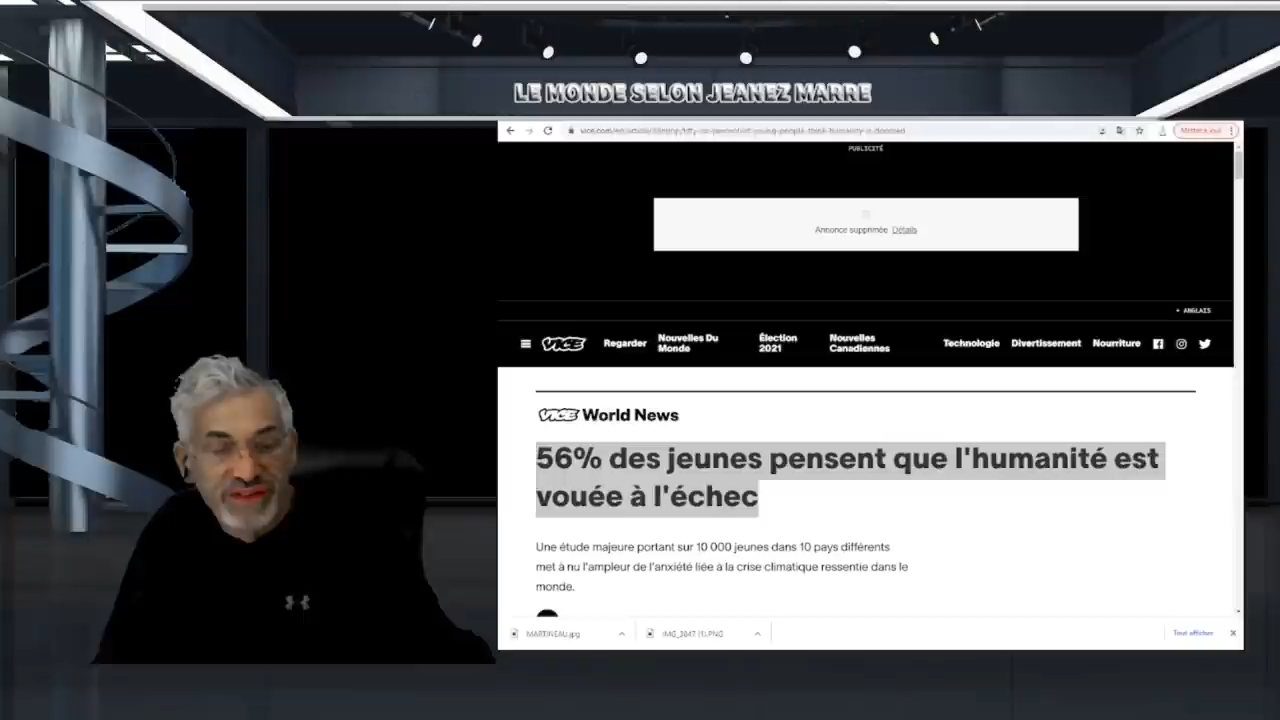 LE MONDE SELON JEANEZ MARRE
PUBLICITÉ
Annonce supprimée Détails
+ ANGLAIS
VICE Regarder Nouvelles Du Monde Élection 2021 Nouvelles Canadiennes Technologie Divertissement Nourriture
VICE World News
56% des jeunes pensent que l'humanité est
vouée à l'échec
Une étude majeure portant sur 10 000 jeunes dans 10 pays différents
met à nu l'ampleur de l'anxiété liée à la crise climatique ressentie dans le
monde.
MARTINEAU.jpg
Tout afficher